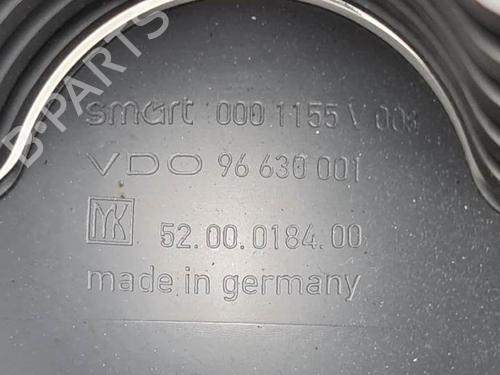 B-PARTS
smart 000 1155 V 003
VDO 96 630 001
MK 52.00.0184.00
made in germany